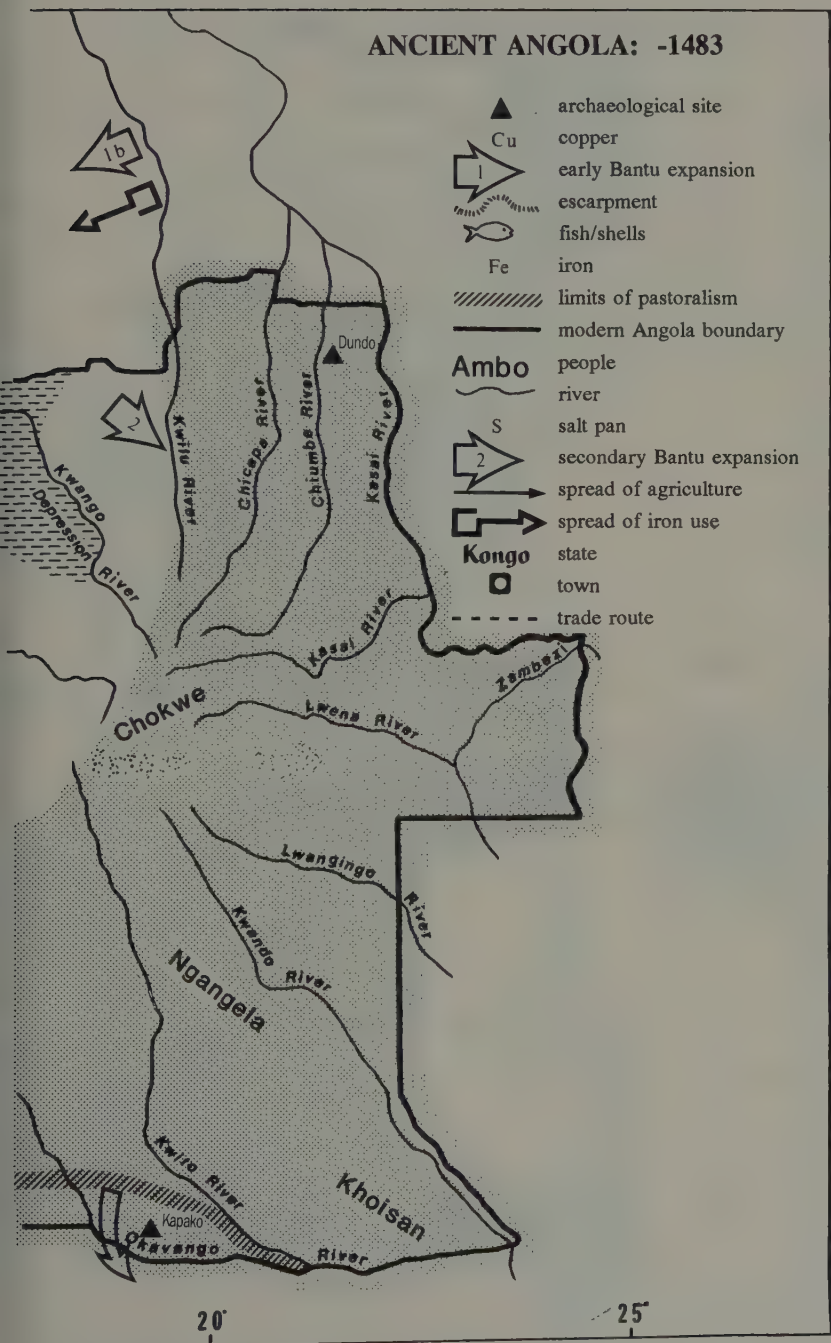 ANCIENT ANGOLA: -1483
archaeological site
Cu copper
1 early Bantu expansion
escarpment
fish/shells
Fe iron
limits of pastoralism
modern Angola boundary
Ambo people
river
S salt pan
2 secondary Bantu expansion
spread of agriculture
spread of iron use
Kongo state
town
trade route
1b
Dundo
2
Kwilu River
Chicapa River
Chiumbe River
Kasai River
Kwango
Depression
River
Kasai River
Zambezi
Chokwe
Lwena River
Lwangingo
River
Kwando
River
Ngangela
Kwiro River
Khoisan
Kapako
Okavango
River
20°
25°